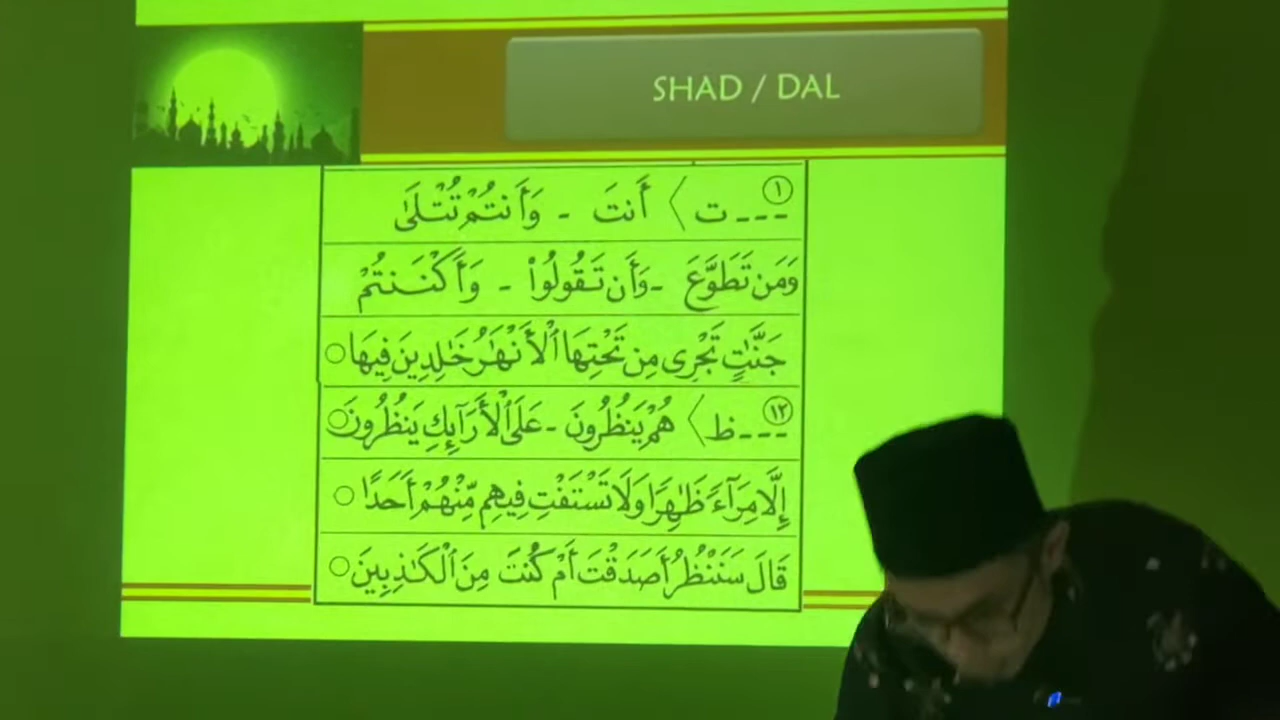 SHAD / DAL
١ --- ت〉 أَنتَ - وَأَنتُمْ تُتْلَىٰ
وَمَن تَطَوَّعَ - وَأَن تَقُولُوا۟ - وَأَكْنَنتُمْ
جَنَّـٰتٍ تَجْرِى مِن تَحْتِهَا ٱلْأَنْهَـٰرُ خَـٰلِدِينَ فِيهَا ○
١٢ --- ظ〉 هُمْ يَنظُرُونَ - عَلَى ٱلْأَرَآئِكِ يَنظُرُونَ ○
إِلَّا مِرَآءً ظَـٰهِرًا وَلَا تَسْتَفْتِ فِيهِم مِّنْهُمْ أَحَدًا ○
قَالَ سَنَنْظُرُ أَصَدَقْتَ أَمْ كُنتَ مِنَ ٱلْكَـٰذِبِينَ ○